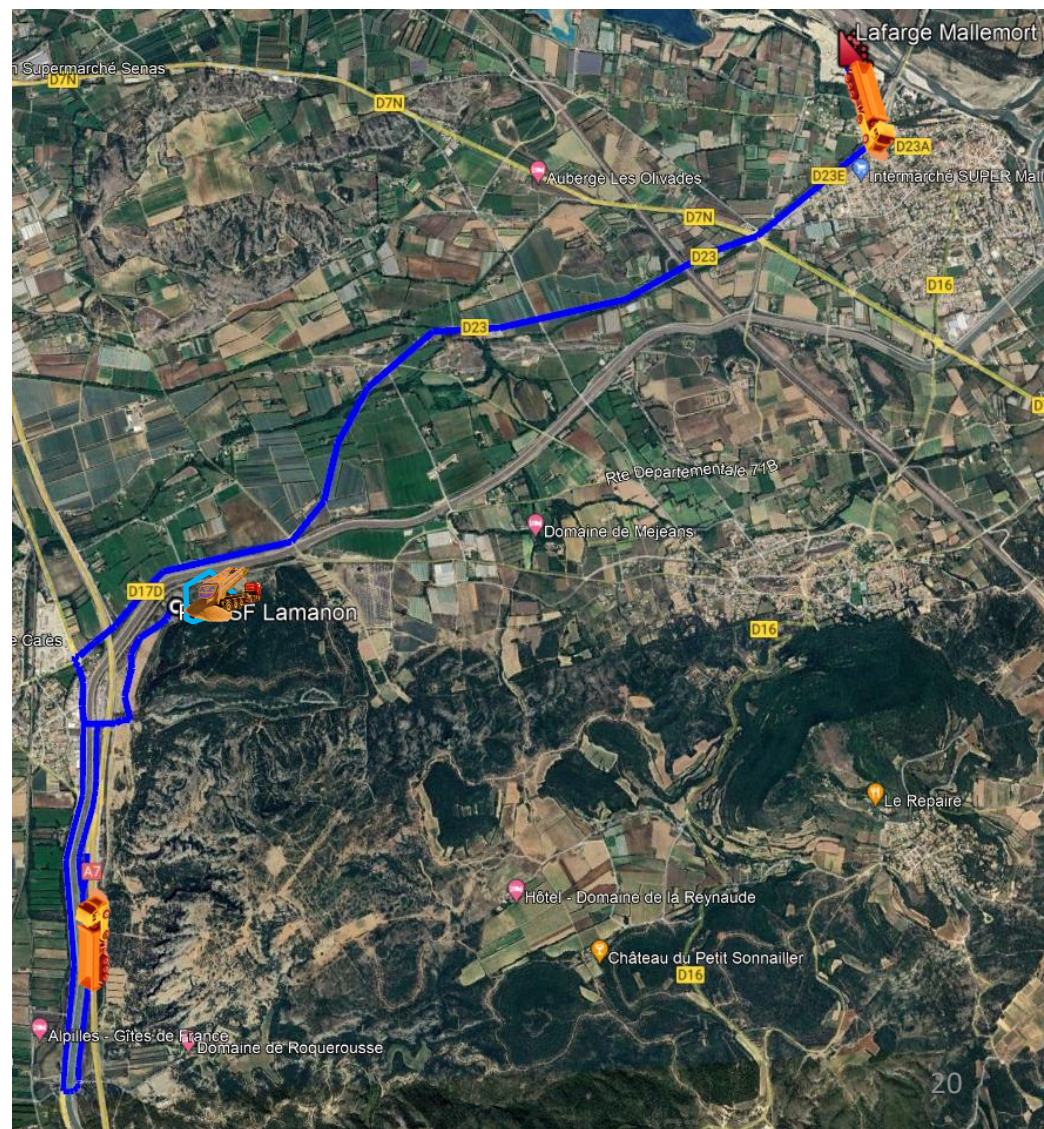 Lafarge Mallemort
n Supermarché Senas
D7N
D7N
D23A
Auberge Les Olivades
D23E
Intermarché SUPER Mall
D7N
D23
D16
D23
Rte Departementale 71B
Domaine de Mejeans
D17D
SF Lamanon
e Calès
D16
Le Repaire
A7
Hôtel - Domaine de la Reynaude
Château du Petit Sonnailler
D16
Alpilles - Gîtes de France
Domaine de Roquerousse
20